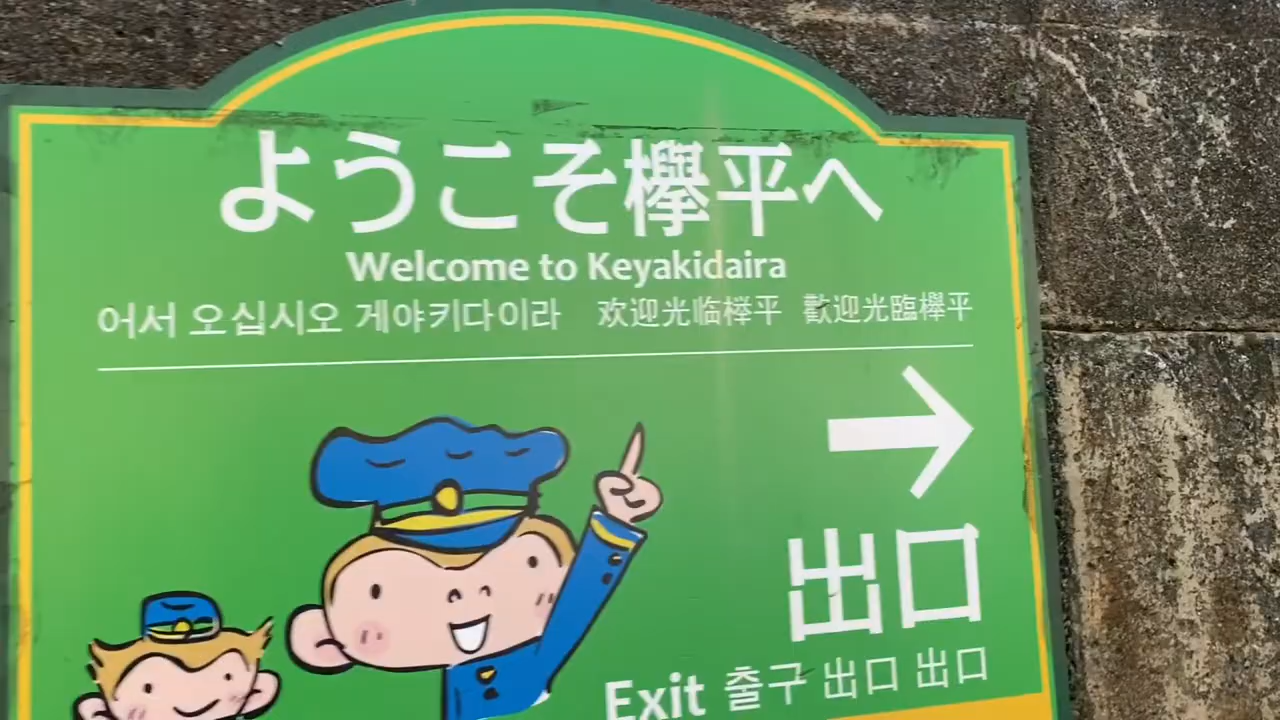 ようこそ欅平へ
Welcome to Keyakidaira
어서 오십시오 게야키다이라 欢迎光临榉平 歡迎光臨欅平
→
出口
Exit 출구 出口 出口